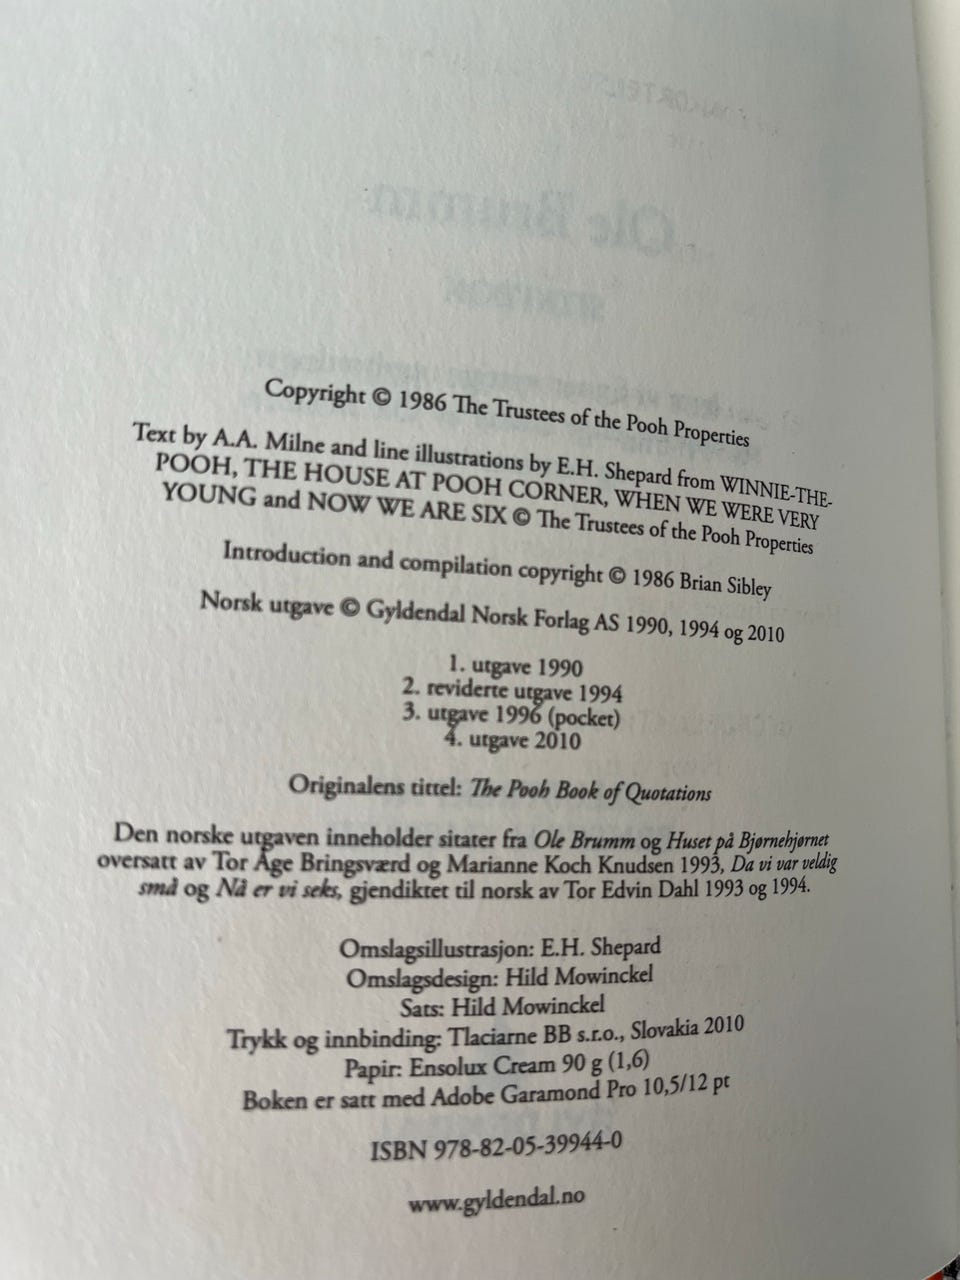 Copyright © 1986 The Trustees of the Pooh Properties
Text by A.A. Milne and line illustrations by E.H. Shepard from WINNIE-THE-
POOH, THE HOUSE AT POOH CORNER, WHEN WE WERE VERY
YOUNG and NOW WE ARE SIX © The Trustees of the Pooh Properties
Introduction and compilation copyright © 1986 Brian Sibley
Norsk utgave © Gyldendal Norsk Forlag AS 1990, 1994 og 2010
1. utgave 1990
2. reviderte utgave 1994
3. utgave 1996 (pocket)
4. utgave 2010
Originalens tittel: The Pooh Book of Quotations
Den norske utgaven inneholder sitater fra Ole Brumm og Huset på Bjørnehjørnet
oversatt av Tor Åge Bringsværd og Marianne Koch Knudsen 1993, Da vi var veldig
små og Nå er vi seks, gjendiktet til norsk av Tor Edvin Dahl 1993 og 1994.
Omslagsillustrasjon: E.H. Shepard
Omslagsdesign: Hild Mowinckel
Sats: Hild Mowinckel
Trykk og innbinding: Tlaciarne BB s.r.o., Slovakia 2010
Papir: Ensolux Cream 90 g (1,6)
Boken er satt med Adobe Garamond Pro 10,5/12 pt
ISBN 978-82-05-39944-0
www.gyldendal.no